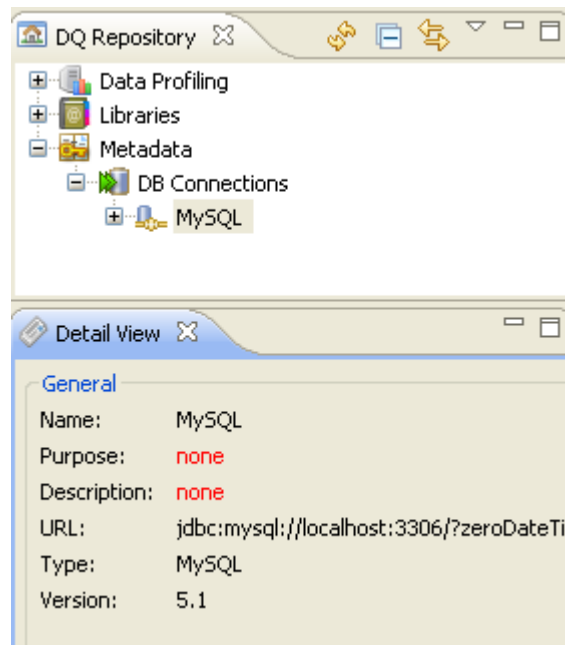 DQ Repository
Data Profiling
Libraries
Metadata
DB Connections
MySQL
Detail View
General
Name: MySQL
Purpose: none
Description: none
URL: jdbc:mysql://localhost:3306/?zeroDateTi
Type: MySQL
Version: 5.1